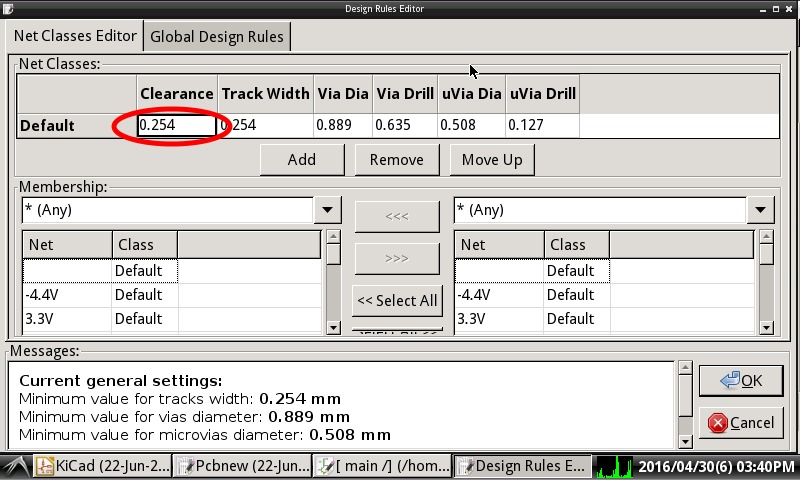 Design Rules Editor
Net Classes Editor
Global Design Rules
Net Classes:
Clearance Track Width Via Dia Via Drill uVia Dia uVia Drill
Default 0.254 0.254 0.889 0.635 0.508 0.127
Add Remove Move Up
Membership:
* (Any) <<< * (Any)
Net Class Net Class
>>>
Default Default
-4.4V Default << Select All -4.4V Default
3.3V Default 3.3V Default
Messages:
Current general settings:
Minimum value for tracks width: 0.254 mm
Minimum value for vias diameter: 0.889 mm
Minimum value for microvias diameter: 0.508 mm
OK
Cancel
KiCad (22-Jun-2... Pcbnew (22-Jun... [ main /] (/hom... Design Rules E... 2016/04/30(6) 03:40PM